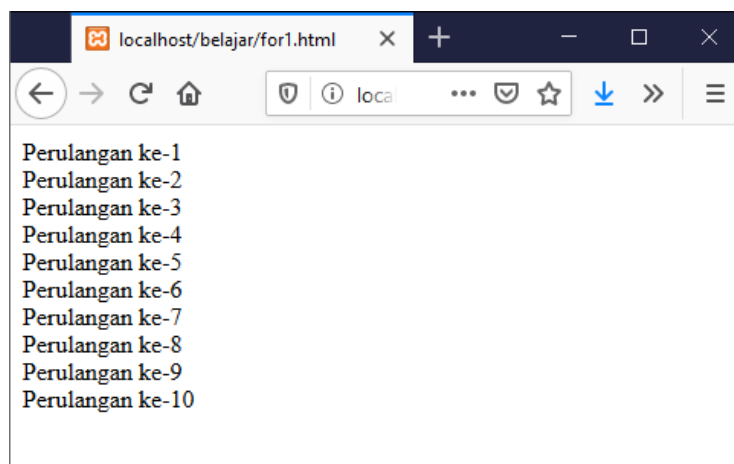 localhost/belajar/for1.html
local
Perulangan ke-1
Perulangan ke-2
Perulangan ke-3
Perulangan ke-4
Perulangan ke-5
Perulangan ke-6
Perulangan ke-7
Perulangan ke-8
Perulangan ke-9
Perulangan ke-10